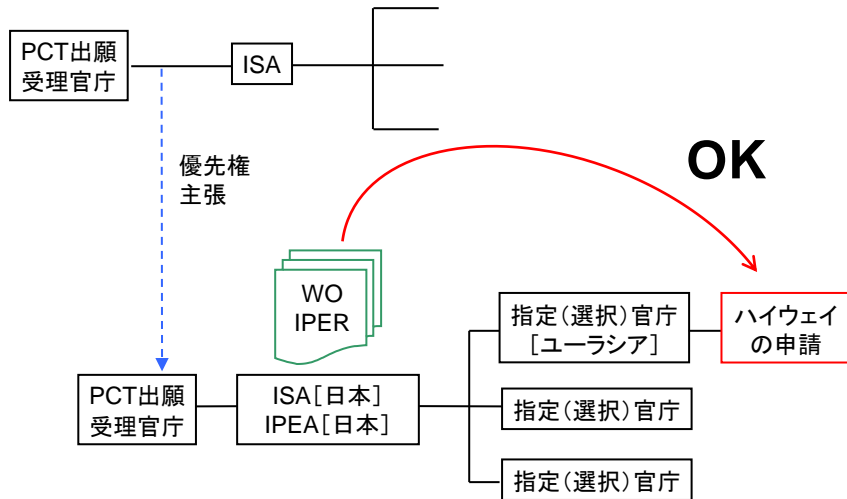 PCT出願
受理官庁
ISA
優先権
主張
OK
WO
IPER
指定(選択)官庁
[ユーラシア]
ハイウェイ
の申請
PCT出願
受理官庁
ISA[日本]
IPEA[日本]
指定(選択)官庁
指定(選択)官庁